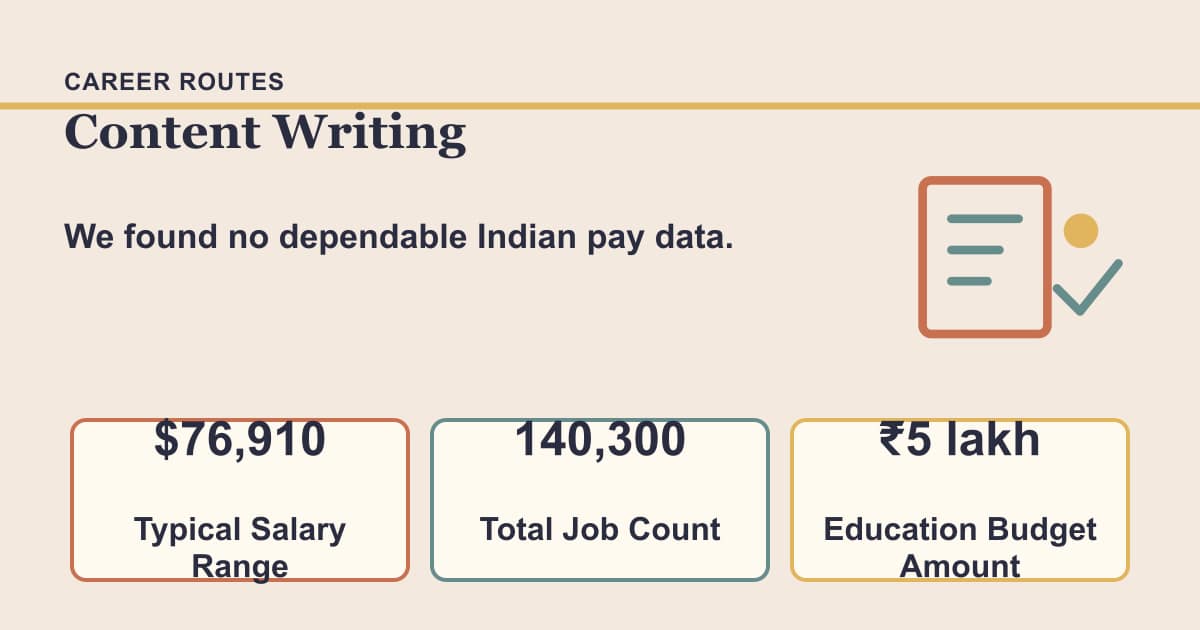 CAREER ROUTES
Content Writing
We found no dependable Indian pay data.
$76,910
Typical Salary
Range
140,300
Total Job Count
₹5 lakh
Education Budget
Amount